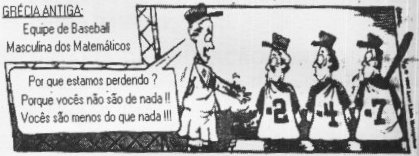 GRÉCIA ANTIGA:
Equipe de Baseball
Masculina dos Matemáticos
Por que estamos perdendo ?
Porque vocês não são de nada !!
Vocês são menos do que nada !!!
-2
-4
-7